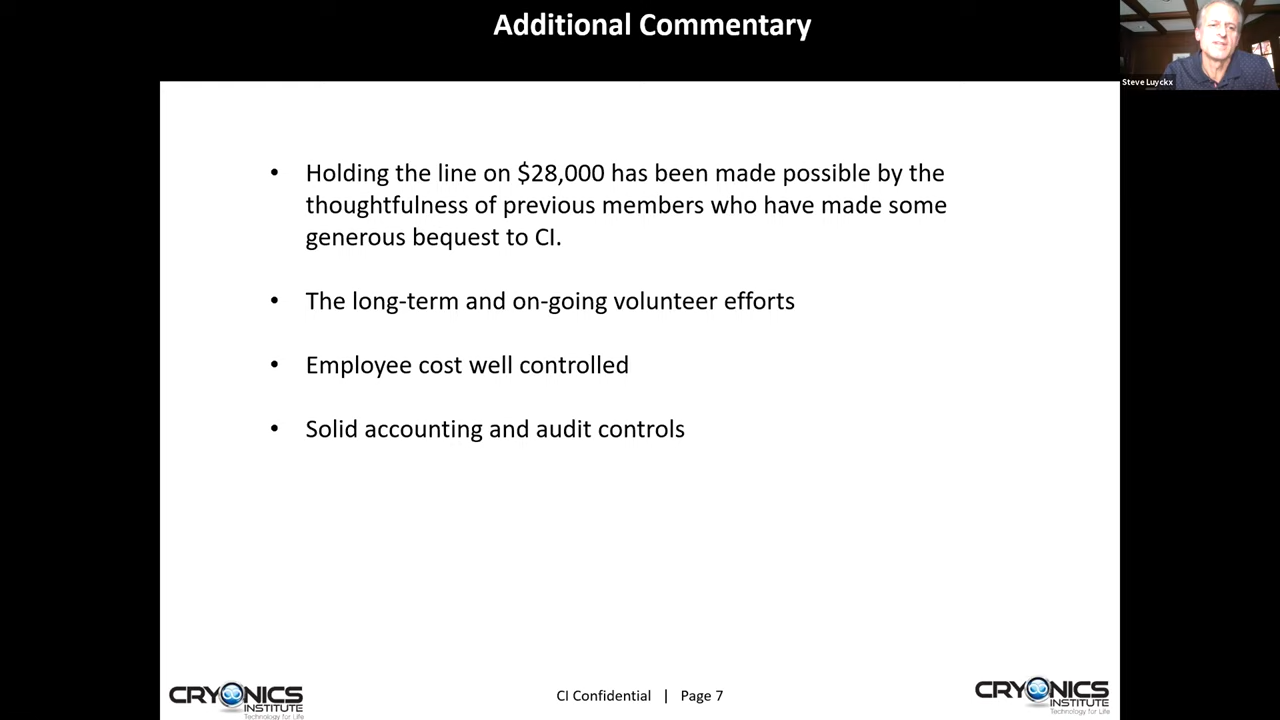 Additional Commentary
Steve Luyckx
• Holding the line on $28,000 has been made possible by the
thoughtfulness of previous members who have made some
generous bequest to CI.
• The long-term and on-going volunteer efforts
• Employee cost well controlled
• Solid accounting and audit controls
CRYONICS
INSTITUTE
Technology for Life
CI Confidential | Page 7
CRYONICS
INSTITUTE
Technology for Life